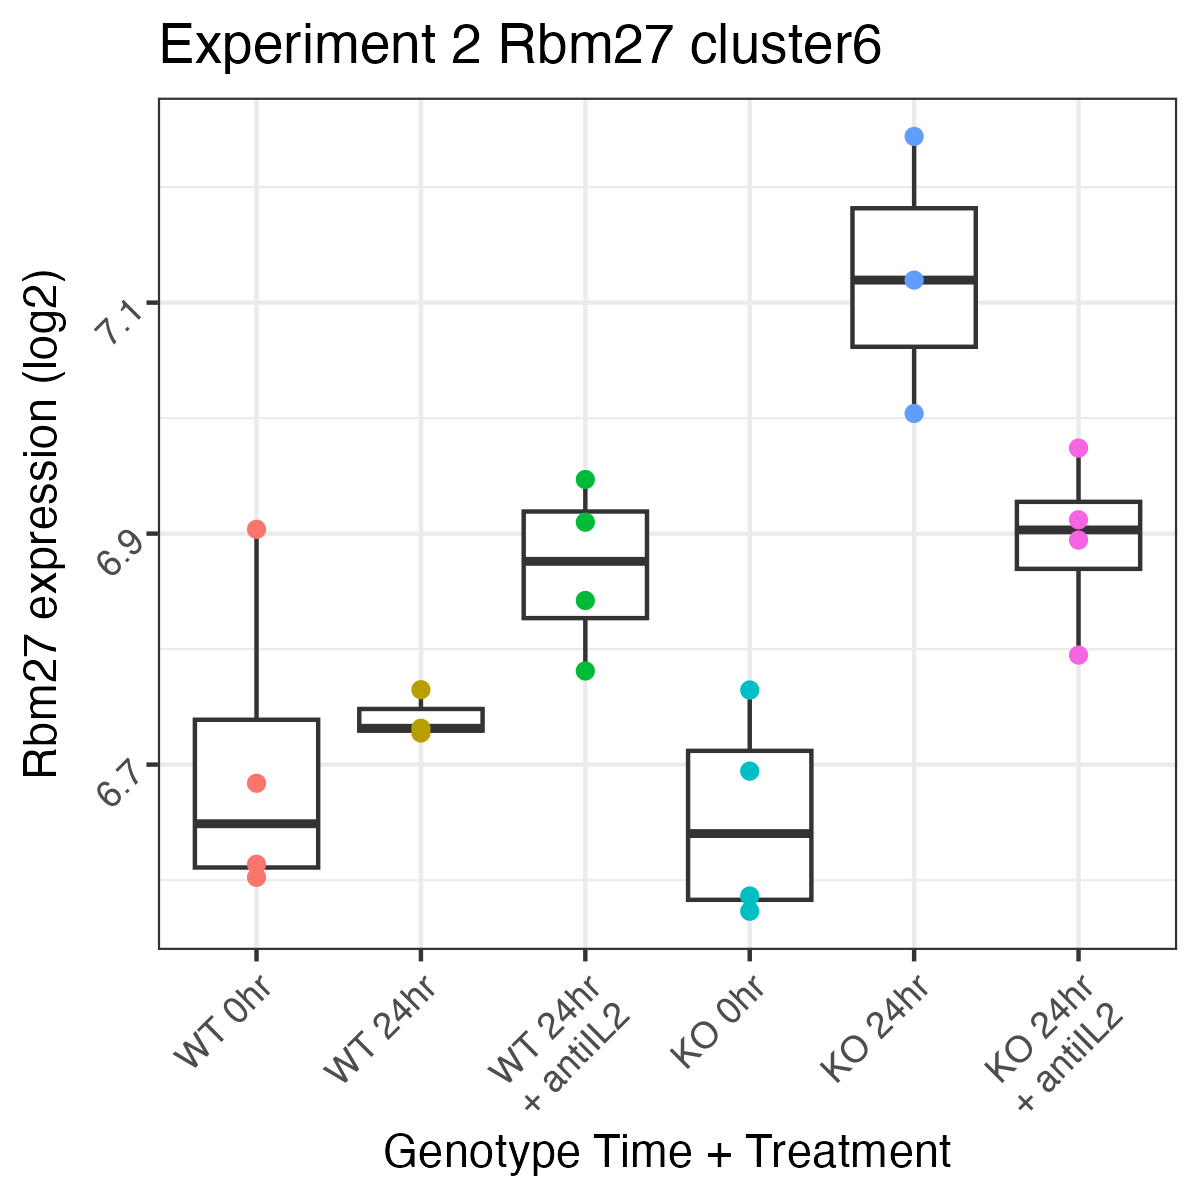 Experiment 2 Rbm27 cluster6
Rbm27 expression (log2)
7.1
6.9
6.7
WT 0hr
WT 24hr
WT 24hr
+ antiIL2
KO 0hr
KO 24hr
KO 24hr
+ antiIL2
Genotype Time + Treatment